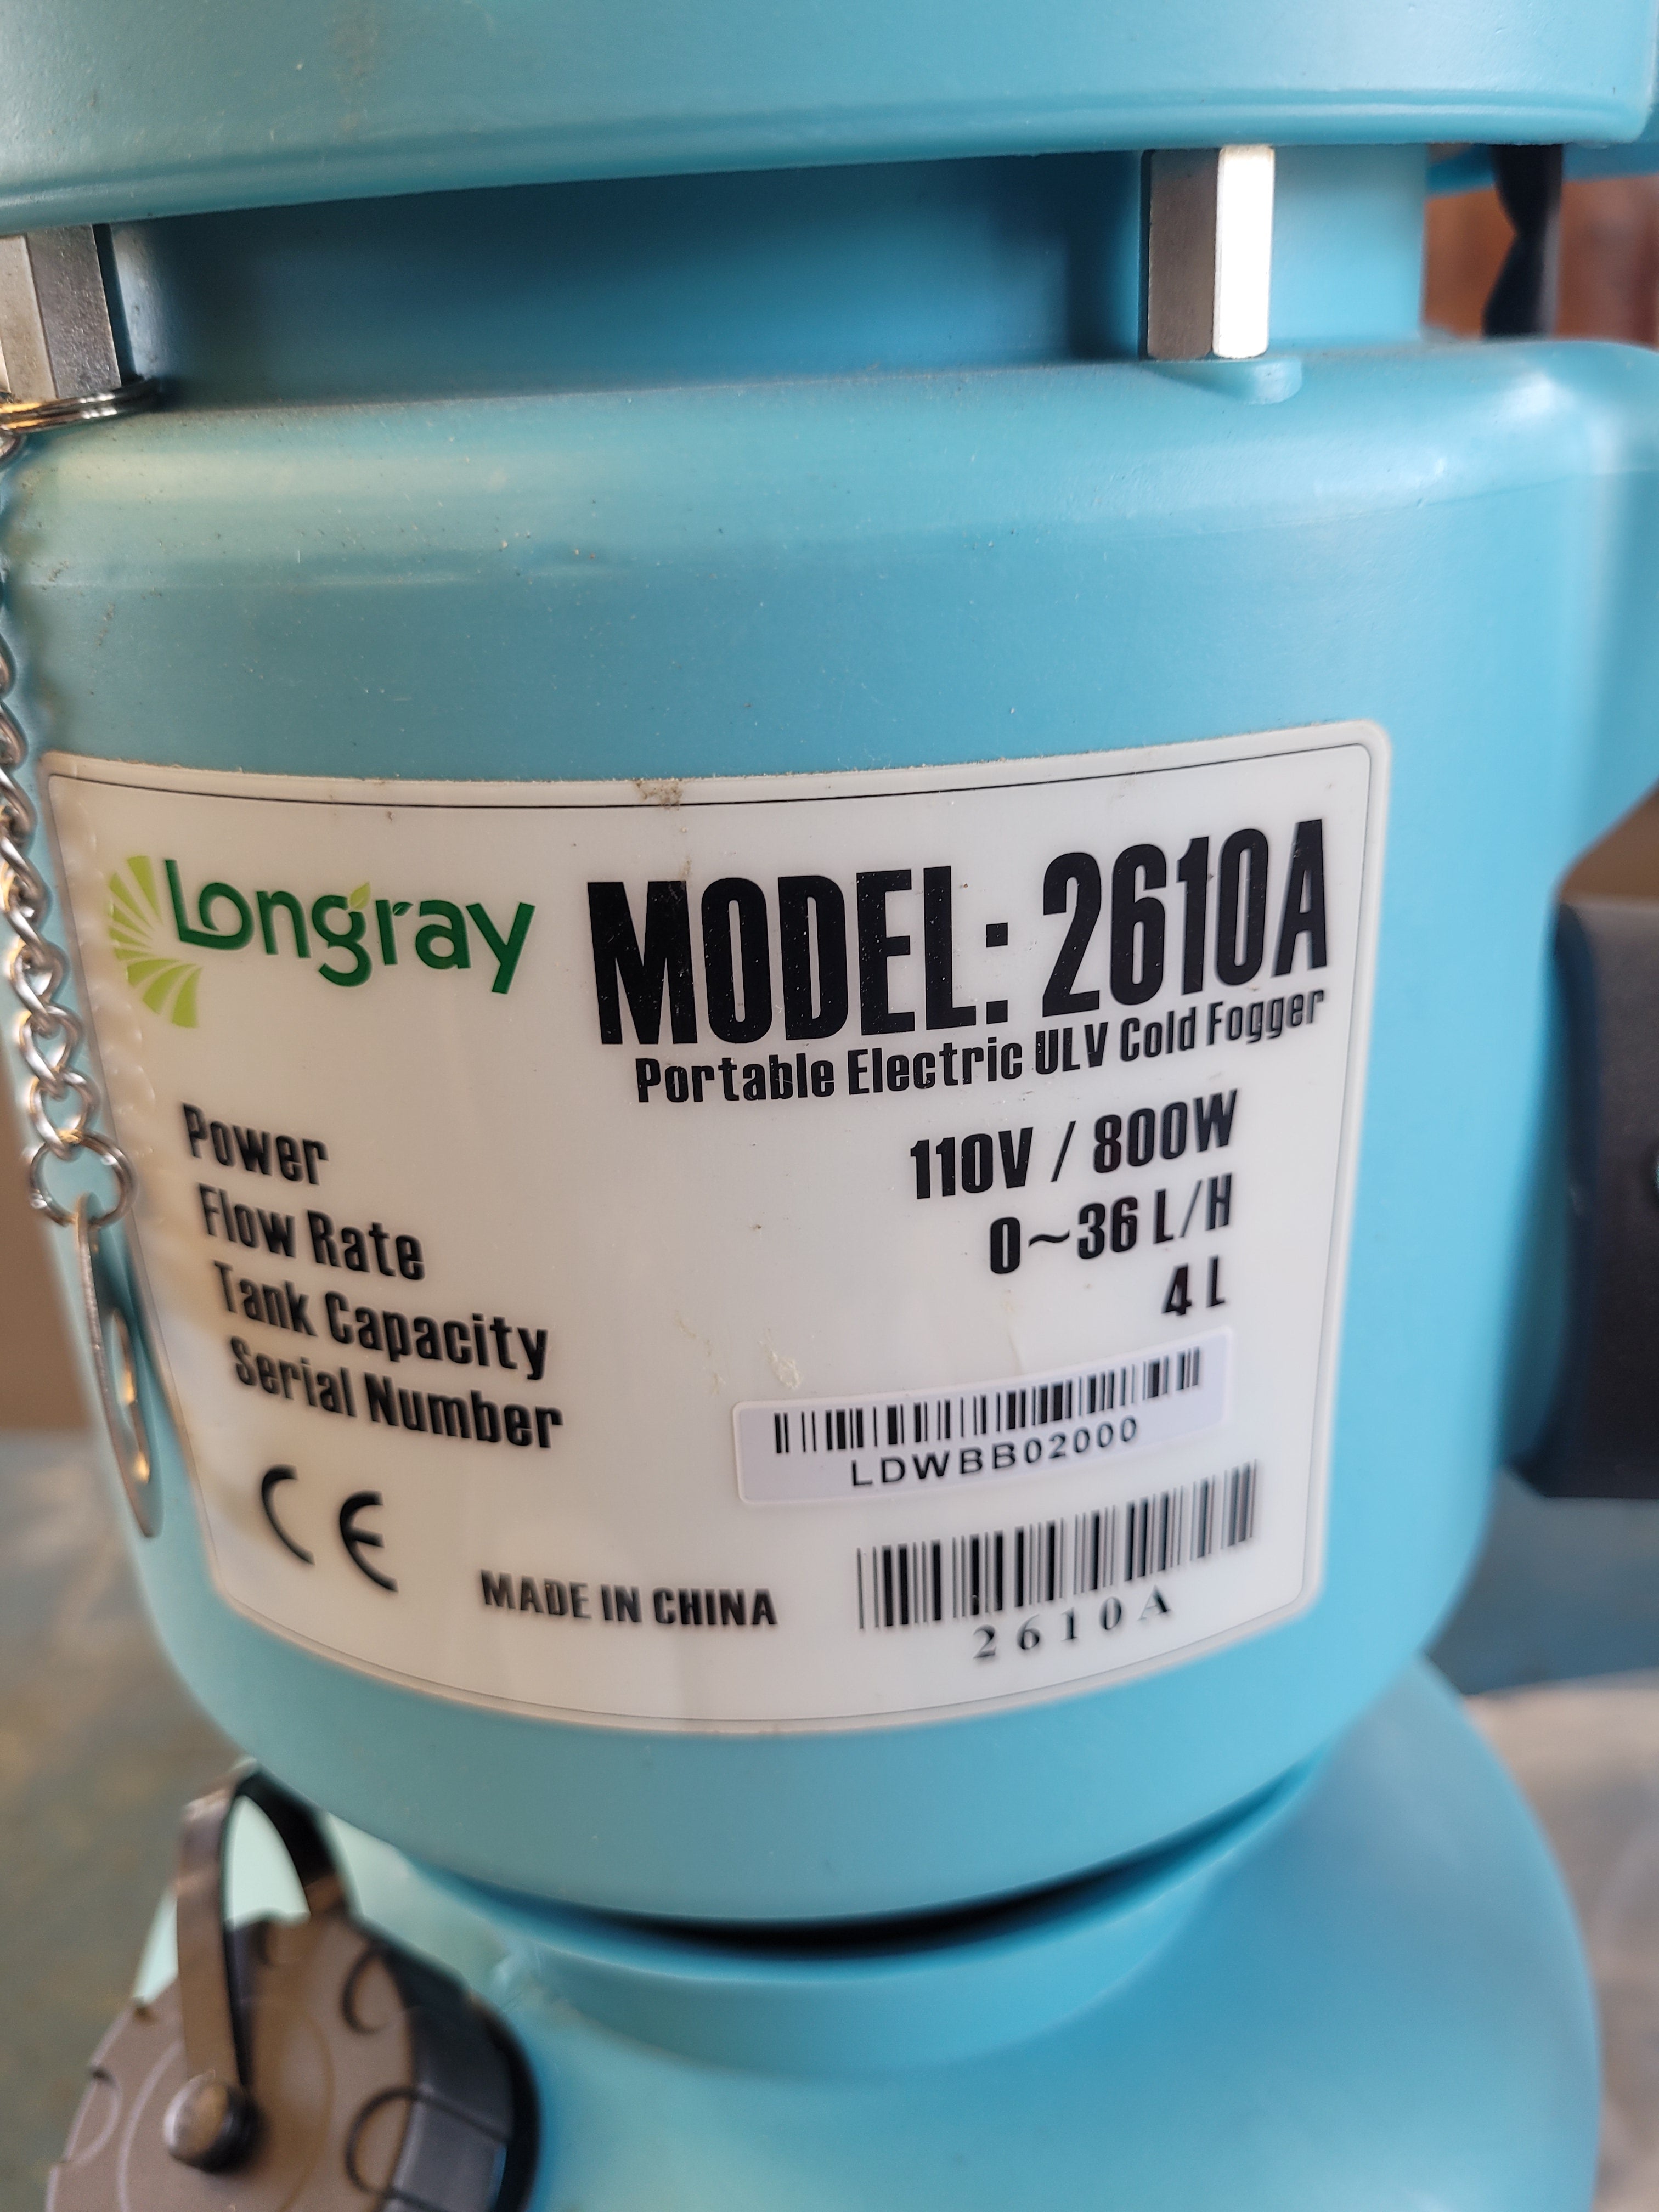 Longray
MODEL: 2610A
Portable Electric ULV Cold Fogger
Power 110V / 800W
Flow Rate 0~36 L/H
Tank Capacity 4 L
Serial Number
LDWBB02000
CE
MADE IN CHINA
2610A